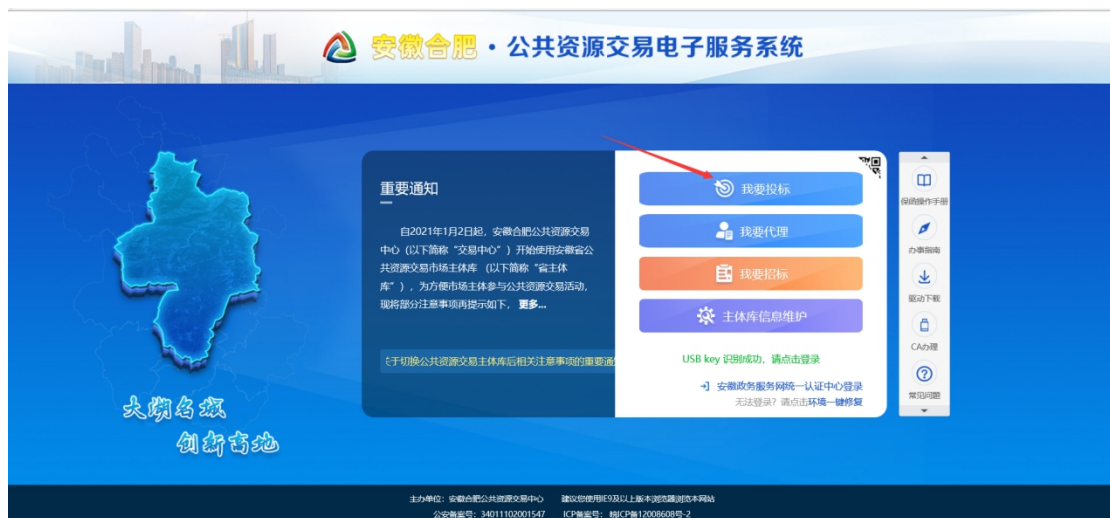 安徽合肥·公共资源交易电子服务系统
重要通知
自2021年1月2日起，安徽合肥公共资源交易
中心（以下简称“交易中心”）开始使用安徽省公
共资源交易市场主体库 （以下简称“省主体
库”），为方便市场主体参与公共资源交易活动，
现将部分注意事项再提示如下， 更多...
于切换公共资源交易主体库后相关注意事项的重要通
我要投标
我要代理
我要招标
主体库信息维护
USB key 识别成功，请点击登录
安徽政务服务网统一认证中心登录
无法登录？请点击环境一键修复
保函操作手册
办事指南
驱动下载
CA办理
常见问题
大湖名城
创新高地
主办单位：安徽合肥公共资源交易中心 建议您使用IE9及以上版本浏览器浏览本网站
公安备案号：34011102001547 ICP备案号：皖ICP备12008608号-2